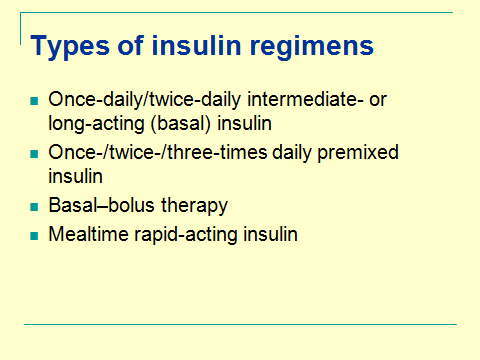 Types of insulin regimens
Once-daily/twice-daily intermediate- or
long-acting (basal) insulin
Once-/twice-/three-times daily premixed
insulin
Basal–bolus therapy
Mealtime rapid-acting insulin